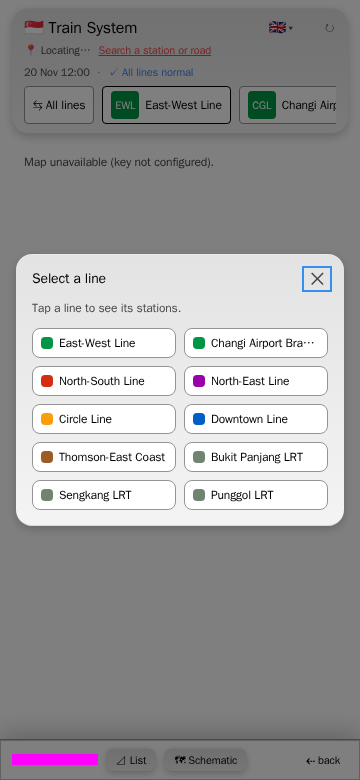 🇸🇬 Train System 🇬🇧▾ ↻
📍 Locating⋯ Search a station or road
20 Nov 12:00 · ✓ All lines normal
⇆ All lines EWL East-West Line CGL Changi Airp
Map unavailable (key not configured).
Select a line
Tap a line to see its stations.
East-West Line Changi Airport Bra⋯
North-South Line North-East Line
Circle Line Downtown Line
Thomson-East Coast Bukit Panjang LRT
Sengkang LRT Punggol LRT
List 🗺 Schematic ⇠ back